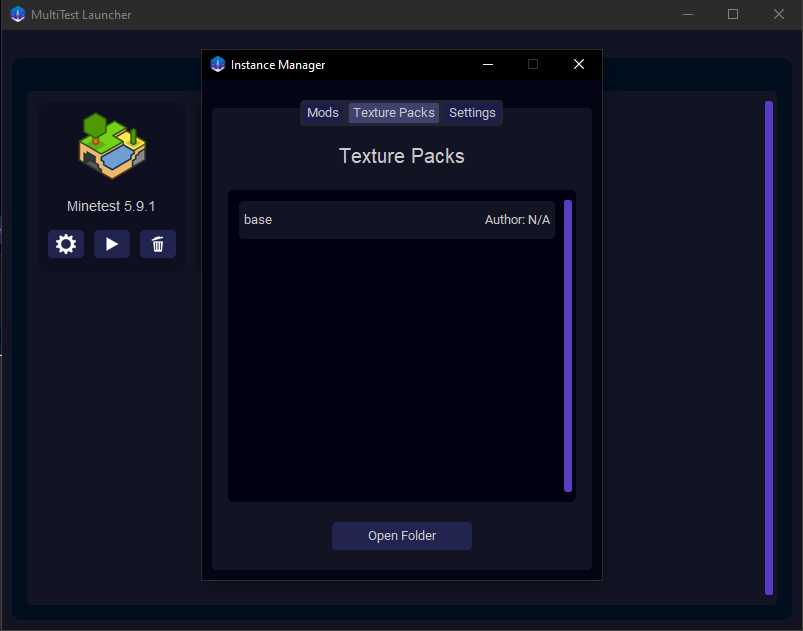 MultiTest Launcher
Instance Manager
Mods Texture Packs Settings
Texture Packs
base Author: N/A
Minetest 5.9.1
Open Folder